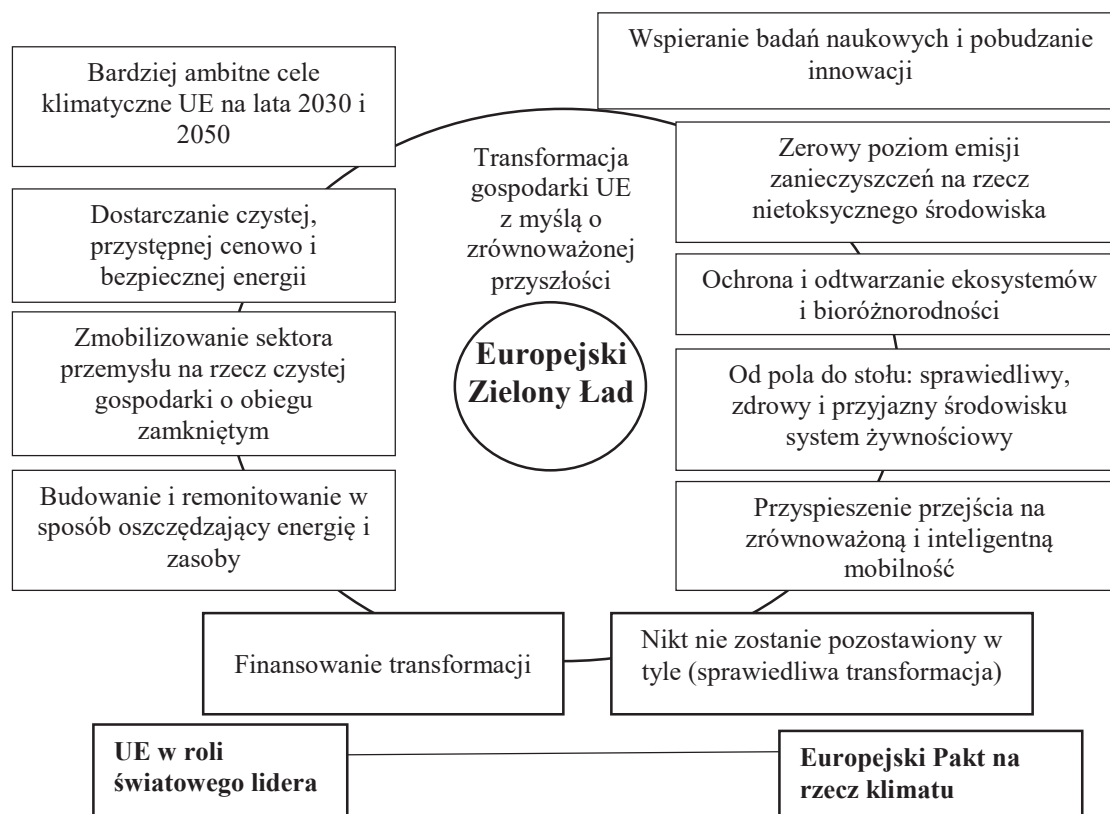 Bardziej ambitne cele
klimatyczne UE na lata 2030 i
2050
Wspieranie badań naukowych i pobudzanie
innowacji
Transformacja
gospodarki UE
z myślą o
zrównoważonej
przyszłości
Europejski
Zielony Ład
Dostarczanie czystej,
przystępnej cenowo i
bezpiecznej energii
Zmobilizowanie sektora
przemysłu na rzecz czystej
gospodarki o obiegu
zamkniętym
Budowanie i remonitowanie w
sposób oszczędzający energię i
zasoby
Zerowy poziom emisji
zanieczyszczeń na rzecz
nietoksycznego środowiska
Ochrona i odtwarzanie ekosystemów
i bioróżnorodności
Od pola do stołu: sprawiedliwy,
zdrowy i przyjazny środowisku
system żywnościowy
Przyspieszenie przejścia na
zrównoważoną i inteligentną
mobilność
Finansowanie transformacji
Nikt nie zostanie pozostawiony w
tyle (sprawiedliwa transformacja)
UE w roli
światowego lidera
Europejski Pakt na
rzecz klimatu